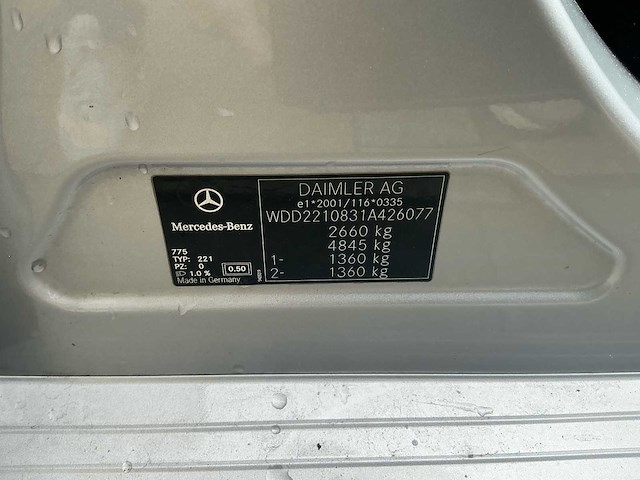 Mercedes-Benz
775
TYP: 221
PZ: 0
1.0 %
0.50
Made in Germany
DAIMLER AG
e1*2001/116*0335
WDD2210831A426077
2660 kg
4845 kg
1- 1360 kg
2- 1360 kg